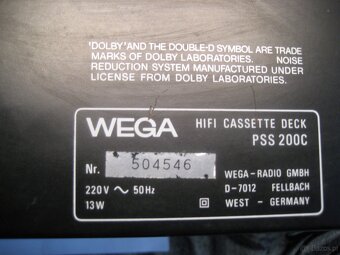 'DOLBY' AND THE DOUBLE-D SYMBOL ARE TRADE
MARKS OF DOLBY LABORATORIES. NOISE
REDUCTION SYSTEM MANUFACTURED UNDER
LICENSE FROM DOLBY LABORATORIES.
WEGA HIFI CASSETTE DECK
PSS 200C
Nr. 504546 WEGA-RADIO GMBH
220V ~ 50Hz D-7012 FELLBACH
13W WEST - GERMANY